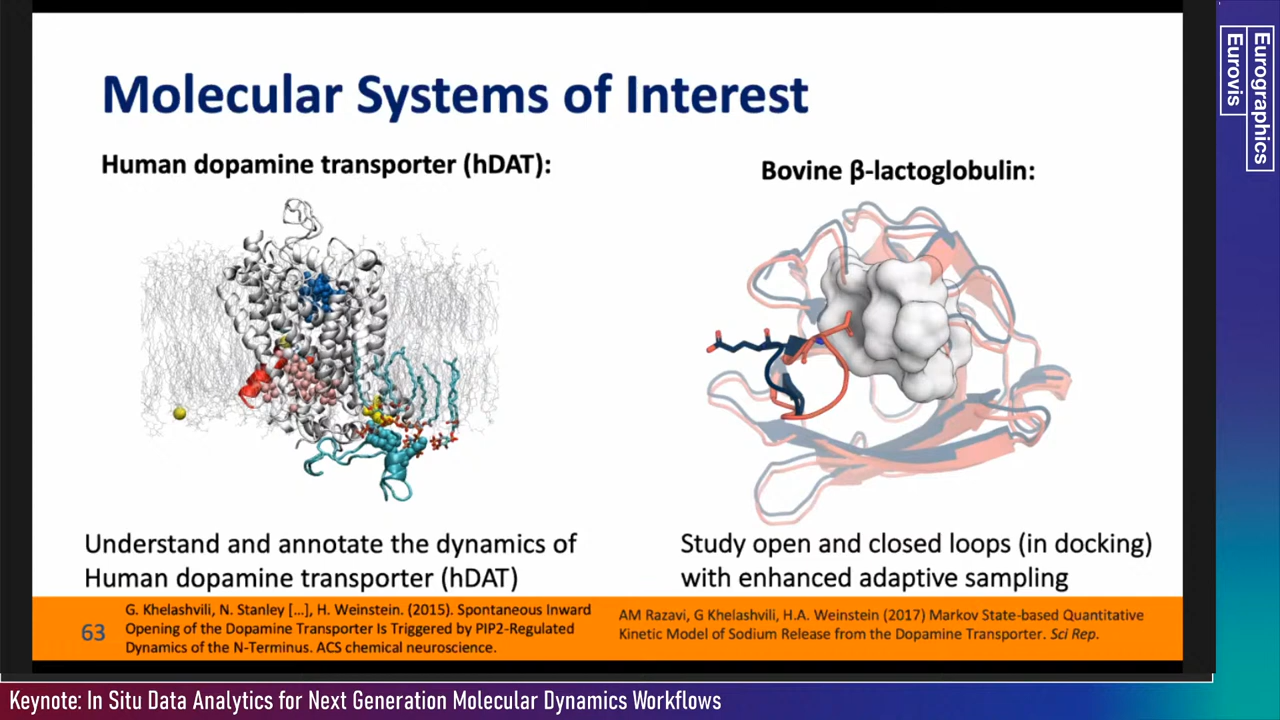 Molecular Systems of Interest
Human dopamine transporter (hDAT):
Bovine β-lactoglobulin:
Understand and annotate the dynamics of
Human dopamine transporter (hDAT)
Study open and closed loops (in docking)
with enhanced adaptive sampling
63
G. Khelashvili, N. Stanley [...], H. Weinstein. (2015). Spontaneous Inward
Opening of the Dopamine Transporter Is Triggered by PIP2-Regulated
Dynamics of the N-Terminus. ACS chemical neuroscience.
AM Razavi, G Khelashvili, H.A. Weinstein (2017) Markov State-based Quantitative
Kinetic Model of Sodium Release from the Dopamine Transporter. Sci Rep.
Eurographics
Eurovis
Keynote: In Situ Data Analytics for Next Generation Molecular Dynamics Workflows